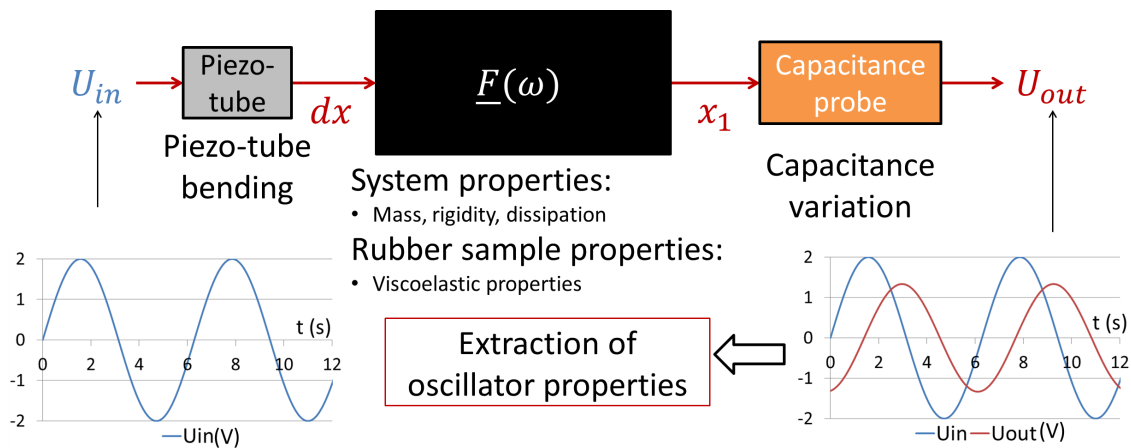 U_in
Piezo-
tube
dx
F(ω)
x₁
Capacitance
probe
U_out
Piezo-tube
bending
System properties:
• Mass, rigidity, dissipation
Rubber sample properties:
• Viscoelastic properties
Capacitance
variation
Extraction of
oscillator properties
2
1
0
-1
-2
0 2 4 6 8 10 12
t (s)
Uin(V)
2
1
0
-1
-2
0 2 4 6 8 10 12
t (s)
Uin Uout(V)